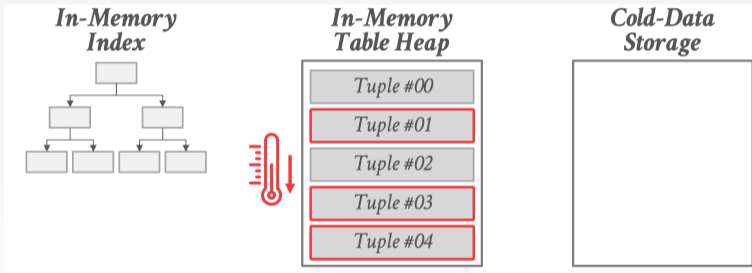 In-Memory
Index
In-Memory
Table Heap
Tuple #00
Tuple #01
Tuple #02
Tuple #03
Tuple #04
Cold-Data
Storage